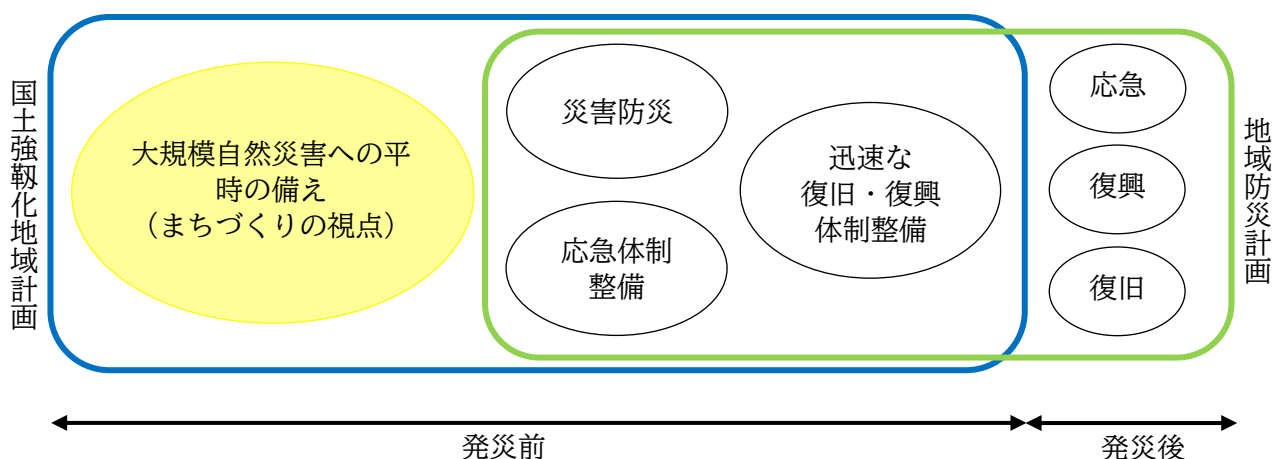 国土強靱化地域計画
大規模自然災害への平
時の備え
（まちづくりの視点）
災害防災
応急体制
整備
迅速な
復旧・復興
体制整備
応急
復興
復旧
地域防災計画
発災前
発災後